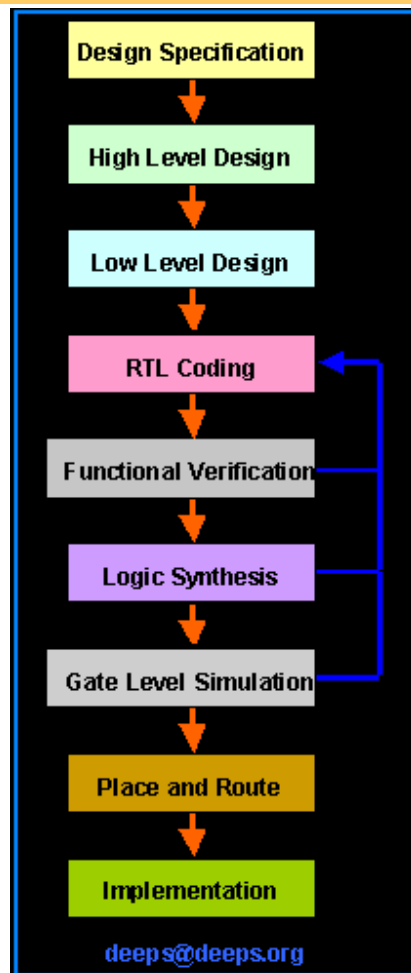 Design Specification
High Level Design
Low Level Design
RTL Coding
Functional Verification
Logic Synthesis
Gate Level Simulation
Place and Route
Implementation
deeps@deeps.org